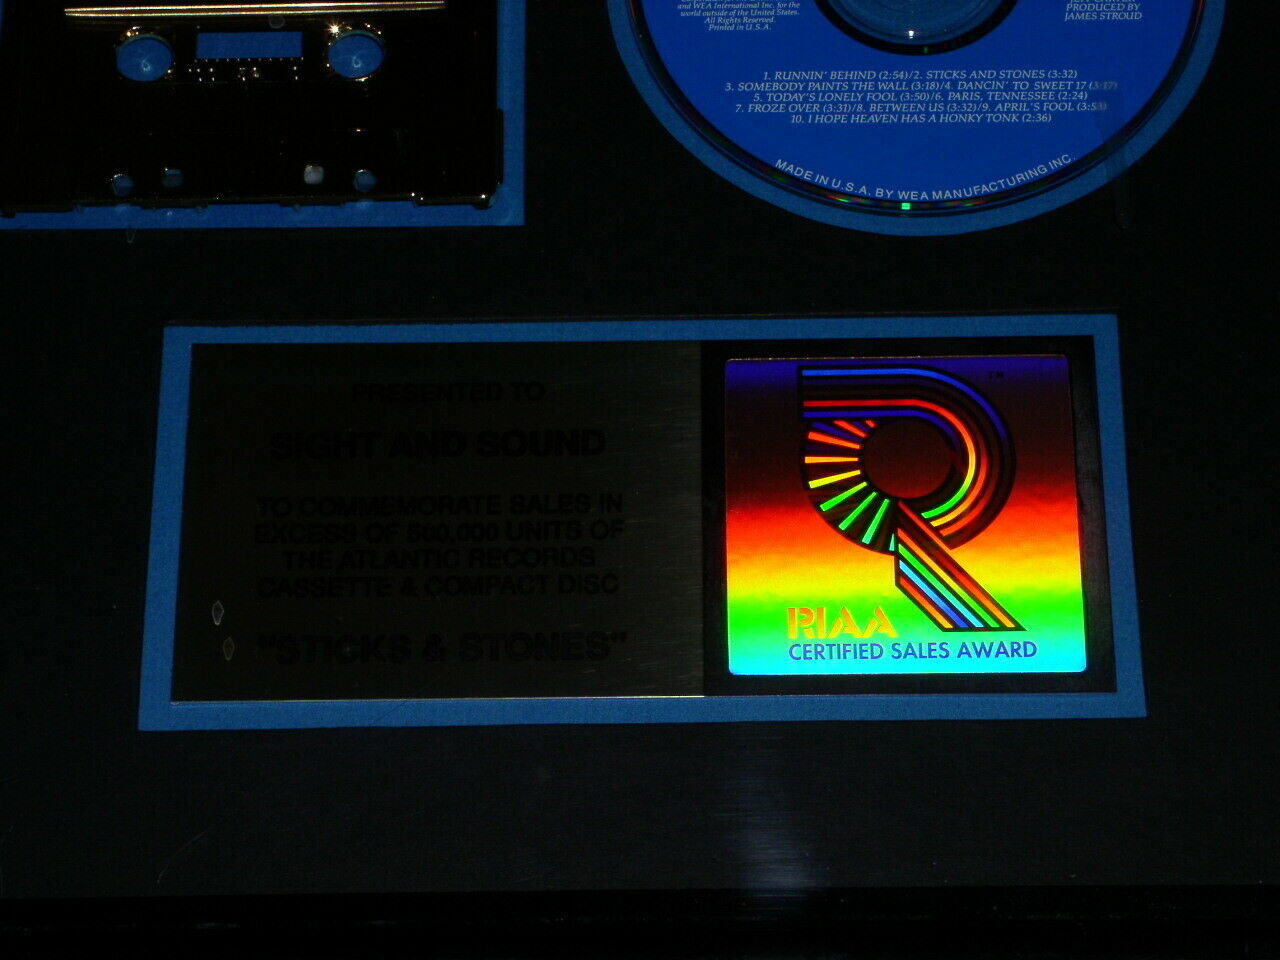 and WEA International Inc. for the
world outside of the United States.
All Rights Reserved.
Printed in U.S.A.
PRODUCED BY
JAMES STROUD
1. RUNNIN' BEHIND (2:54)/2. STICKS AND STONES (3:32)
3. SOMEBODY PAINTS THE WALL (3:18)/4. DANCIN' TO SWEET 17 (3:17)
5. TODAY'S LONELY FOOL (3:50)/6. PARIS, TENNESSEE (2:24)
7. FROZE OVER (3:31)/8. BETWEEN US (3:32)/9. APRIL'S FOOL
10. I HOPE HEAVEN HAS A HONKY TONK (2:36)
MADE IN U.S.A. BY WEA MANUFACTURING INC.
PRESENTED TO
SIGHT AND SOUND
TO COMMEMORATE SALES IN
EXCESS OF 500,000 UNITS OF
THE ATLANTIC RECORDS
CASSETTE & COMPACT DISC
"STICKS & STONES"
TM
RIAA
CERTIFIED SALES AWARD